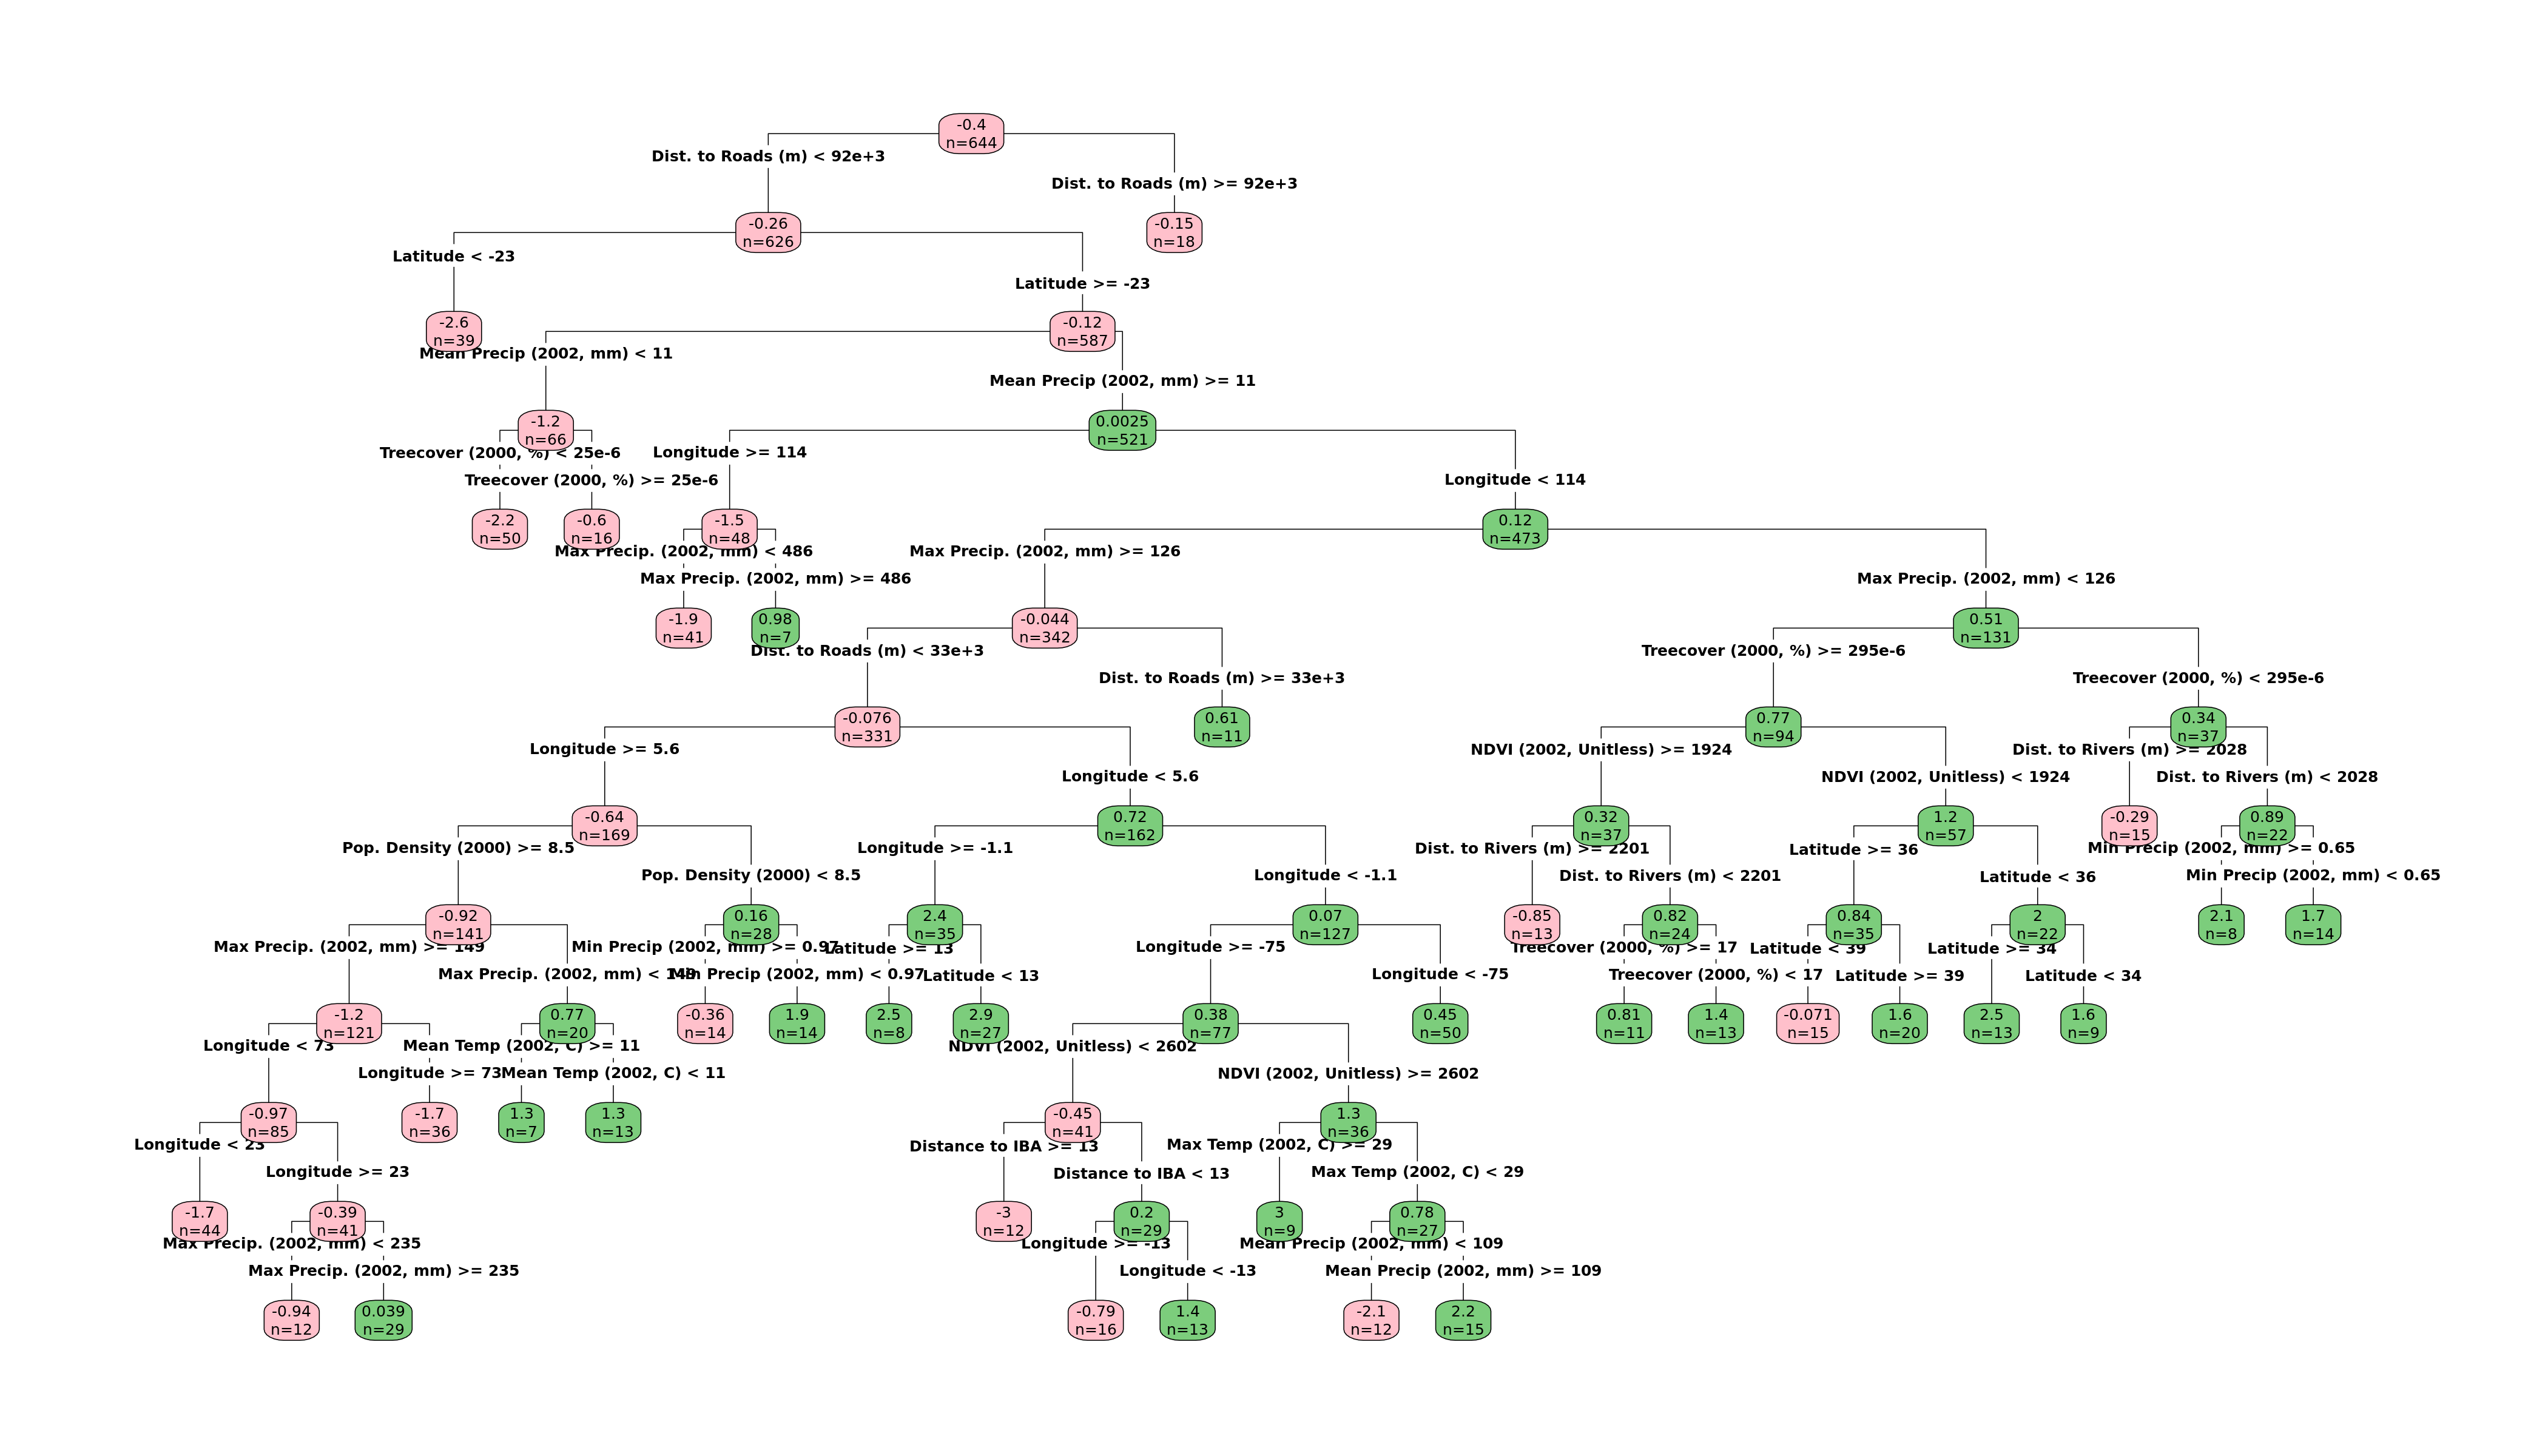 -0.4
n=644
Dist. to Roads (m) < 92e+3
Dist. to Roads (m) >= 92e+3
-0.26
n=626
-0.15
n=18
Latitude < -23
Latitude >= -23
-2.6
n=39
-0.12
n=587
Mean Precip (2002, mm) < 11
Mean Precip (2002, mm) >= 11
-1.2
n=66
0.0025
n=521
Treecover (2000, %) < 25e-6
Longitude >= 114
Treecover (2000, %) >= 25e-6
Longitude < 114
-2.2
n=50
-0.6
n=16
-1.5
n=48
0.12
n=473
Max Precip. (2002, mm) < 486
Max Precip. (2002, mm) >= 126
Max Precip. (2002, mm) >= 486
Max Precip. (2002, mm) < 126
-1.9
n=41
0.98
n=7
-0.044
n=342
0.51
n=131
Dist. to Roads (m) < 33e+3
Treecover (2000, %) >= 295e-6
Dist. to Roads (m) >= 33e+3
Treecover (2000, %) < 295e-6
-0.076
n=331
0.61
n=11
0.77
n=94
0.34
n=37
Longitude >= 5.6
NDVI (2002, Unitless) >= 1924
Dist. to Rivers (m) >= 2028
Longitude < 5.6
NDVI (2002, Unitless) < 1924
Dist. to Rivers (m) < 2028
-0.64
n=169
0.72
n=162
0.32
n=37
1.2
n=57
-0.29
n=15
0.89
n=22
Pop. Density (2000) >= 8.5
Longitude >= -1.1
Dist. to Rivers (m) >= 2201
Latitude >= 36
Min Precip (2002, mm) >= 0.65
Pop. Density (2000) < 8.5
Longitude < -1.1
Dist. to Rivers (m) < 2201
Latitude < 36
Min Precip (2002, mm) < 0.65
-0.92
n=141
0.16
n=28
2.4
n=35
0.07
n=127
-0.85
n=13
0.82
n=24
0.84
n=35
2
n=22
2.1
n=8
1.7
n=14
Max Precip. (2002, mm) >= 149
Min Precip (2002, mm) >= 0.97
Latitude >= 13
Longitude >= -75
Treecover (2000, %) >= 17
Latitude < 39
Latitude >= 34
Max Precip. (2002, mm) < 149
Min Precip (2002, mm) < 0.97
Latitude < 13
Longitude < -75
Treecover (2000, %) < 17
Latitude >= 39
Latitude < 34
-1.2
n=121
0.77
n=20
-0.36
n=14
1.9
n=14
2.5
n=8
2.9
n=27
0.38
n=77
0.45
n=50
0.81
n=11
1.4
n=13
-0.071
n=15
1.6
n=20
2.5
n=13
1.6
n=9
Longitude < 73
Mean Temp (2002, C) >= 11
NDVI (2002, Unitless) < 2602
Longitude >= 73
Mean Temp (2002, C) < 11
NDVI (2002, Unitless) >= 2602
-0.97
n=85
-1.7
n=36
1.3
n=7
1.3
n=13
-0.45
n=41
1.3
n=36
Longitude < 23
Distance to IBA >= 13
Max Temp (2002, C) >= 29
Longitude >= 23
Distance to IBA < 13
Max Temp (2002, C) < 29
-1.7
n=44
-0.39
n=41
-3
n=12
0.2
n=29
3
n=9
0.78
n=27
Max Precip. (2002, mm) < 235
Longitude >= -13
Mean Precip (2002, mm) < 109
Max Precip. (2002, mm) >= 235
Longitude < -13
Mean Precip (2002, mm) >= 109
-0.94
n=12
0.039
n=29
-0.79
n=16
1.4
n=13
-2.1
n=12
2.2
n=15